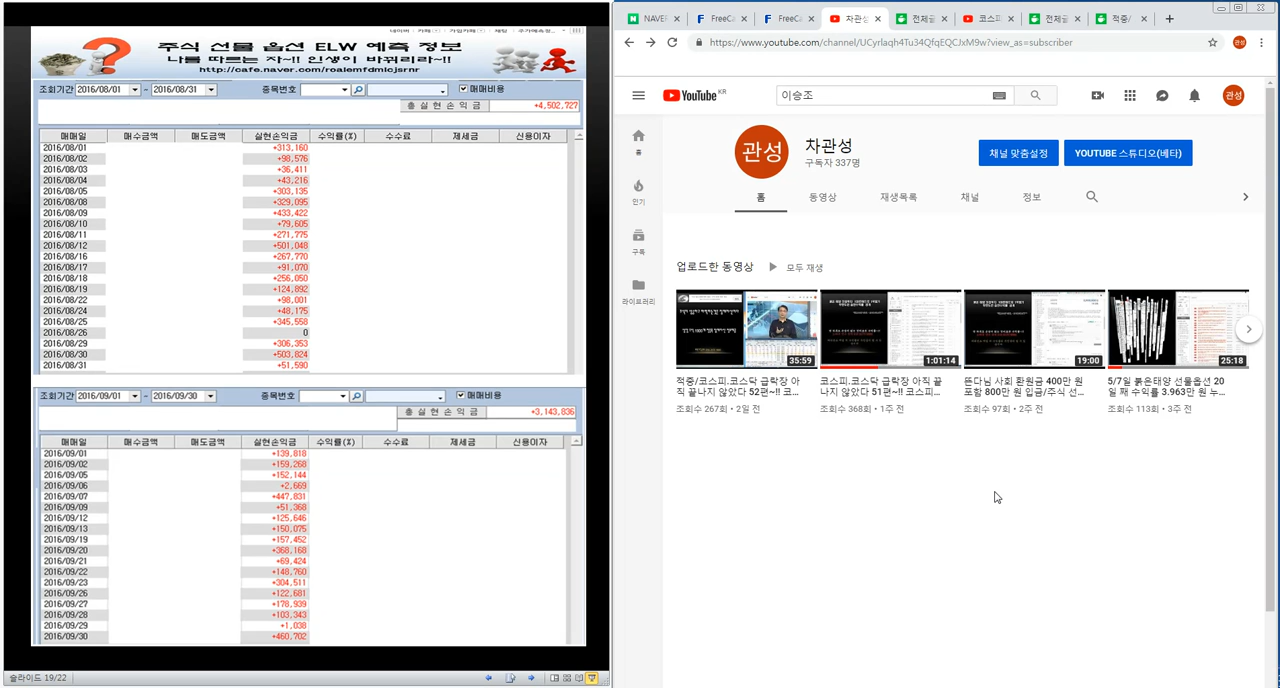 주식 선물 옵션 ELW 예측 정보
나를 따르는 자~!! 인생이 바뀌리라~!!
http://cafe.naver.com/roalemfdmlcjsrnr
조회기간 2016/08/01 - 2016/08/31 종목번호 매매비용
총 실현손익금 +4,502,727
매매일 매수금액 매도금액 실현손익금 수익률(%) 수수료 제세금 신용이자
2016/08/01 +313,160
2016/08/02 +98,576
2016/08/03 +36,411
2016/08/04 +43,216
2016/08/05 +303,135
2016/08/08 +329,095
2016/08/09 +433,422
2016/08/10 +79,605
2016/08/11 +271,775
2016/08/12 +501,048
2016/08/16 +267,770
2016/08/17 +91,070
2016/08/18 +256,050
2016/08/19 +124,892
2016/08/22 +98,001
2016/08/24 +48,175
2016/08/25 +345,558
2016/08/26 0
2016/08/29 +306,353
2016/08/30 +503,824
2016/08/31 +51,590
조회기간 2016/09/01 - 2016/09/30 종목번호 매매비용
총 실현손익금 +3,143,836
매매일 매수금액 매도금액 실현손익금 수익률(%) 수수료 제세금 신용이자
2016/09/01 +139,818
2016/09/02 +159,268
2016/09/05 +152,144
2016/09/06 +2,669
2016/09/07 +447,831
2016/09/09 +51,368
2016/09/12 +125,646
2016/09/13 +150,075
2016/09/19 +157,452
2016/09/20 +368,168
2016/09/21 +69,424
2016/09/22 +148,760
2016/09/23 +304,511
2016/09/26 +122,681
2016/09/27 +178,939
2016/09/28 +103,343
2016/09/29 +1,038
2016/09/30 +460,702
슬라이드 19/22
NAVE FreeCa FreeCa 차관성 전체글 코스피 전체글 적중/
https://www.youtube.com/channel/UCyrlaqh4Tu34QfqEQCJxM9w?view_as=subscriber
YouTube KR 이승조 관성
홈
인기
구독
라이브러리
관성 차관성
구독자 337명
채널 맞춤설정 YOUTUBE 스튜디오(베타)
홈 동영상 재생목록 채널 정보
업로드한 동영상 모두 재생
35:59 1:01:14 19:00 25:18
적중/코스피.코스닥 급락장 아
직 끝나지 않았다 52편~!! 코...
조회수 267회 • 2일 전
코스피.코스닥 급락장 아직 끝
나지 않았다 51편~!! 코스피...
조회수 368회 • 1주 전
뜬다님 사회 환원금 400만 원
포함 800만 원 입금/주식 선...
조회수 97회 • 2주 전
5/7일 붉은태양 선물옵션 20
일 째 수익률 3.963만 원 누...
조회수 113회 • 3주 전